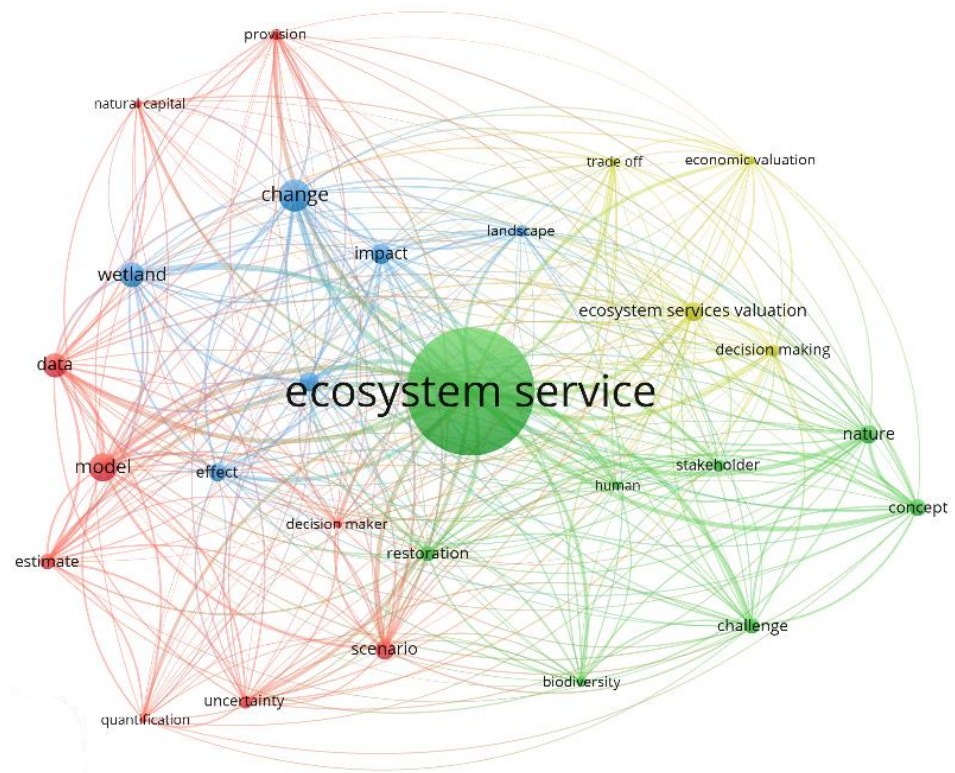 provision
natural capital
trade off
economic valuation
change
landscape
impact
wetland
ecosystem services valuation
decision making
data
ecosystem service
nature
model
stakeholder
effect
human
concept
decision maker
restoration
estimate
challenge
scenario
biodiversity
uncertainty
quantification